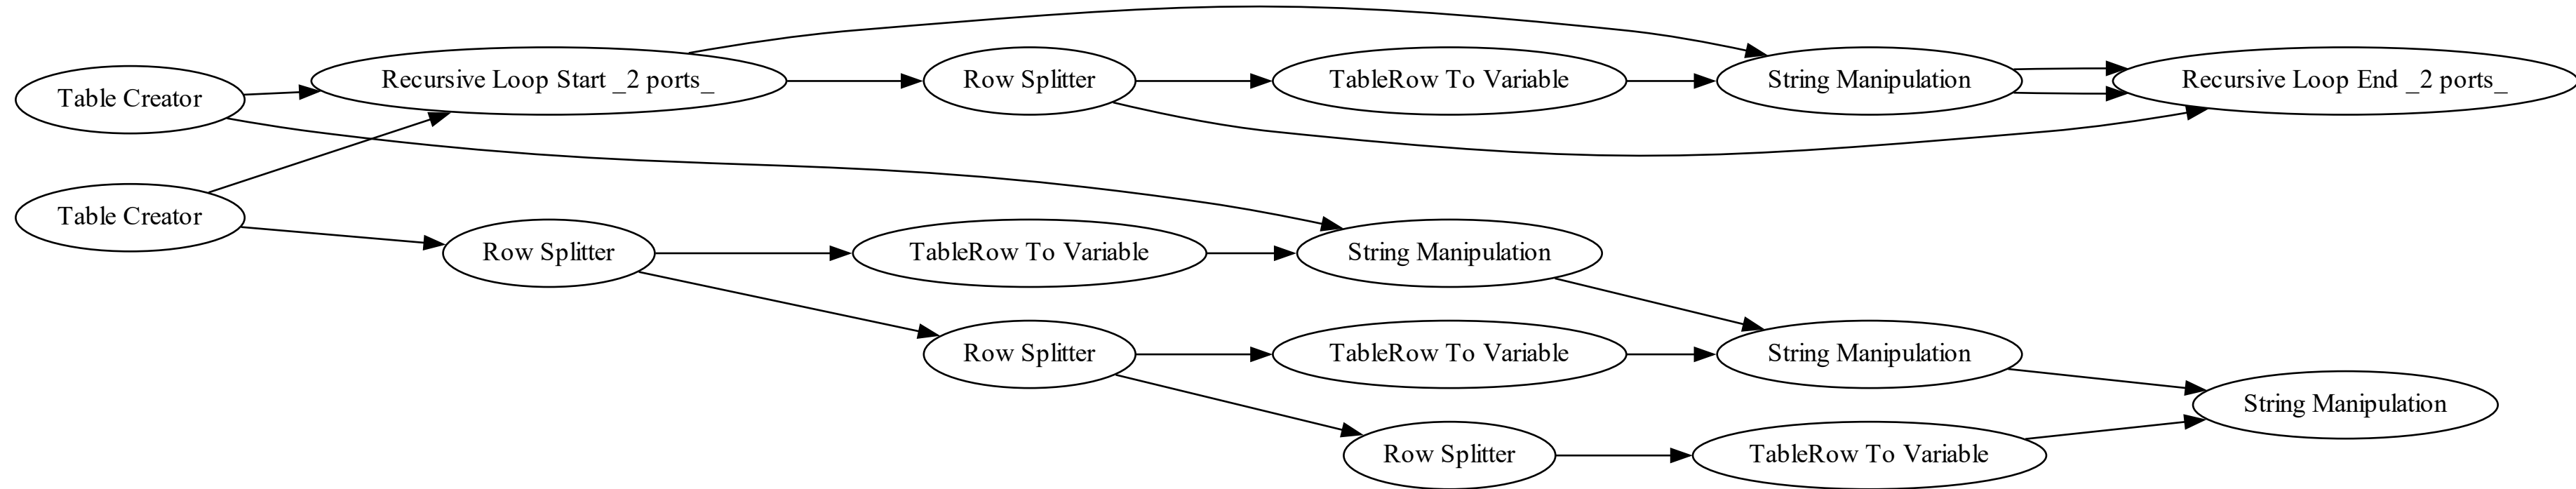 Table Creator
Recursive Loop Start _2 ports_
Row Splitter
TableRow To Variable
String Manipulation
Recursive Loop End _2 ports_
Table Creator
Row Splitter
TableRow To Variable
String Manipulation
Row Splitter
TableRow To Variable
String Manipulation
Row Splitter
TableRow To Variable
String Manipulation